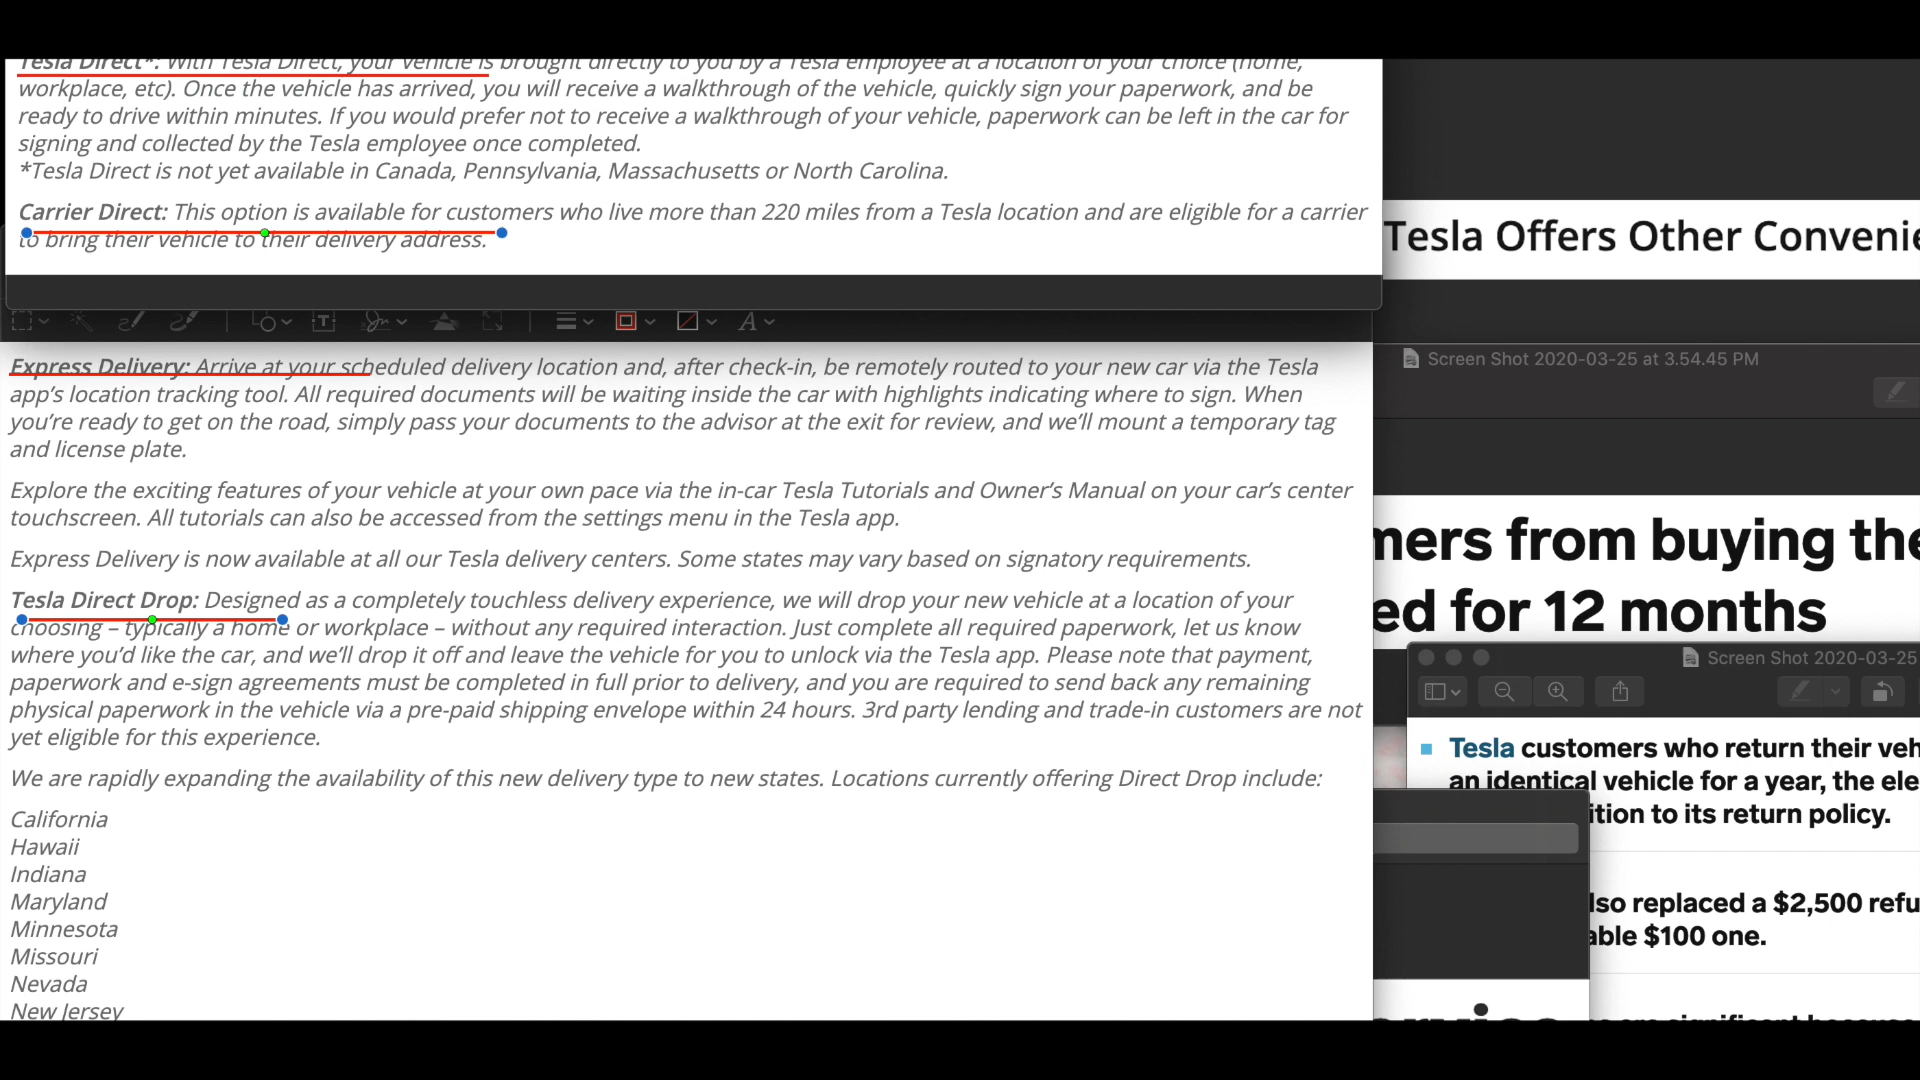 Tesla Direct*: With Tesla Direct, your vehicle is brought directly to you by a Tesla employee at a location of your choice (home,
workplace, etc). Once the vehicle has arrived, you will receive a walkthrough of the vehicle, quickly sign your paperwork, and be
ready to drive within minutes. If you would prefer not to receive a walkthrough of your vehicle, paperwork can be left in the car for
signing and collected by the Tesla employee once completed.
*Tesla Direct is not yet available in Canada, Pennsylvania, Massachusetts or North Carolina.
Carrier Direct: This option is available for customers who live more than 220 miles from a Tesla location and are eligible for a carrier
to bring their vehicle to their delivery address.
Express Delivery: Arrive at your scheduled delivery location and, after check-in, be remotely routed to your new car via the Tesla
app’s location tracking tool. All required documents will be waiting inside the car with highlights indicating where to sign. When
you’re ready to get on the road, simply pass your documents to the advisor at the exit for review, and we’ll mount a temporary tag
and license plate.
Explore the exciting features of your vehicle at your own pace via the in-car Tesla Tutorials and Owner’s Manual on your car’s center
touchscreen. All tutorials can also be accessed from the settings menu in the Tesla app.
Express Delivery is now available at all our Tesla delivery centers. Some states may vary based on signatory requirements.
Tesla Direct Drop: Designed as a completely touchless delivery experience, we will drop your new vehicle at a location of your
choosing – typically a home or workplace – without any required interaction. Just complete all required paperwork, let us know
where you’d like the car, and we’ll drop it off and leave the vehicle for you to unlock via the Tesla app. Please note that payment,
paperwork and e-sign agreements must be completed in full prior to delivery, and you are required to send back any remaining
physical paperwork in the vehicle via a pre-paid shipping envelope within 24 hours. 3rd party lending and trade-in customers are not
yet eligible for this experience.
We are rapidly expanding the availability of this new delivery type to new states. Locations currently offering Direct Drop include:
California
Hawaii
Indiana
Maryland
Minnesota
Missouri
Nevada
New Jersey
Tesla Offers Other Convenie
Screen Shot 2020-03-25 at 3.54.45 PM
mers from buying the
ed for 12 months
Screen Shot 2020-03-25
Tesla customers who return their veh
an identical vehicle for a year, the ele
ition to its return policy.
lso replaced a $2,500 refu
able $100 one.